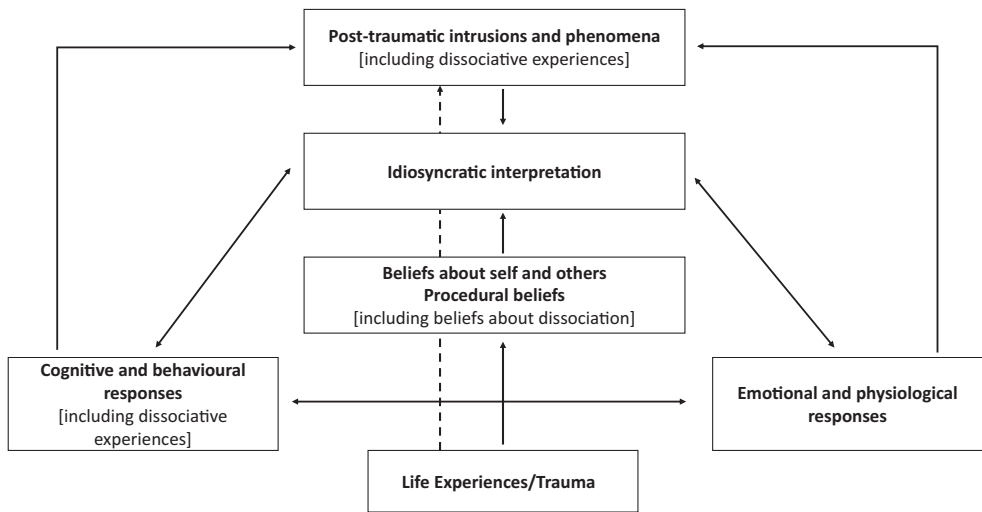 Post-traumatic intrusions and phenomena
[including dissociative experiences]
Idiosyncratic interpretation
Beliefs about self and others
Procedural beliefs
[including beliefs about dissociation]
Cognitive and behavioural
responses
[including dissociative
experiences]
Emotional and physiological
responses
Life Experiences/Trauma